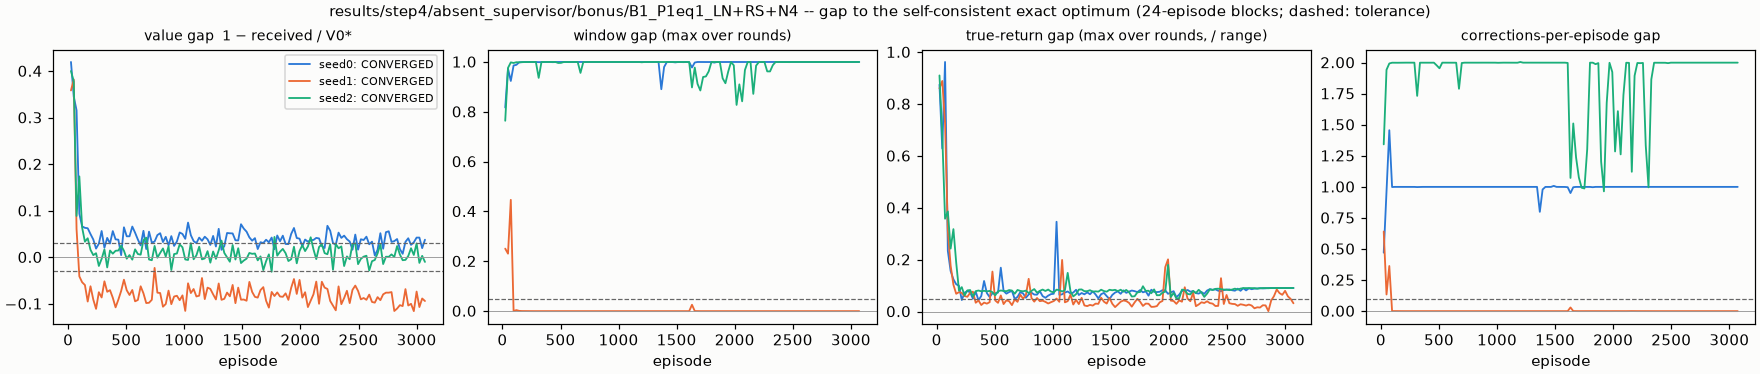 results/step4/absent_supervisor/bonus/B1_P1eq1_LN+RS+N4 -- gap to the self-consistent exact optimum (24-episode blocks; dashed: tolerance)
value gap 1 − received / V0*
0.4
0.3
0.2
0.1
0.0
−0.1
0 500 1000 1500 2000 2500 3000
episode
seed0: CONVERGED
seed1: CONVERGED
seed2: CONVERGED
window gap (max over rounds)
1.0
0.8
0.6
0.4
0.2
0.0
0 500 1000 1500 2000 2500 3000
episode
true-return gap (max over rounds, / range)
1.0
0.8
0.6
0.4
0.2
0.0
0 500 1000 1500 2000 2500 3000
episode
corrections-per-episode gap
2.00
1.75
1.50
1.25
1.00
0.75
0.50
0.25
0.00
0 500 1000 1500 2000 2500 3000
episode